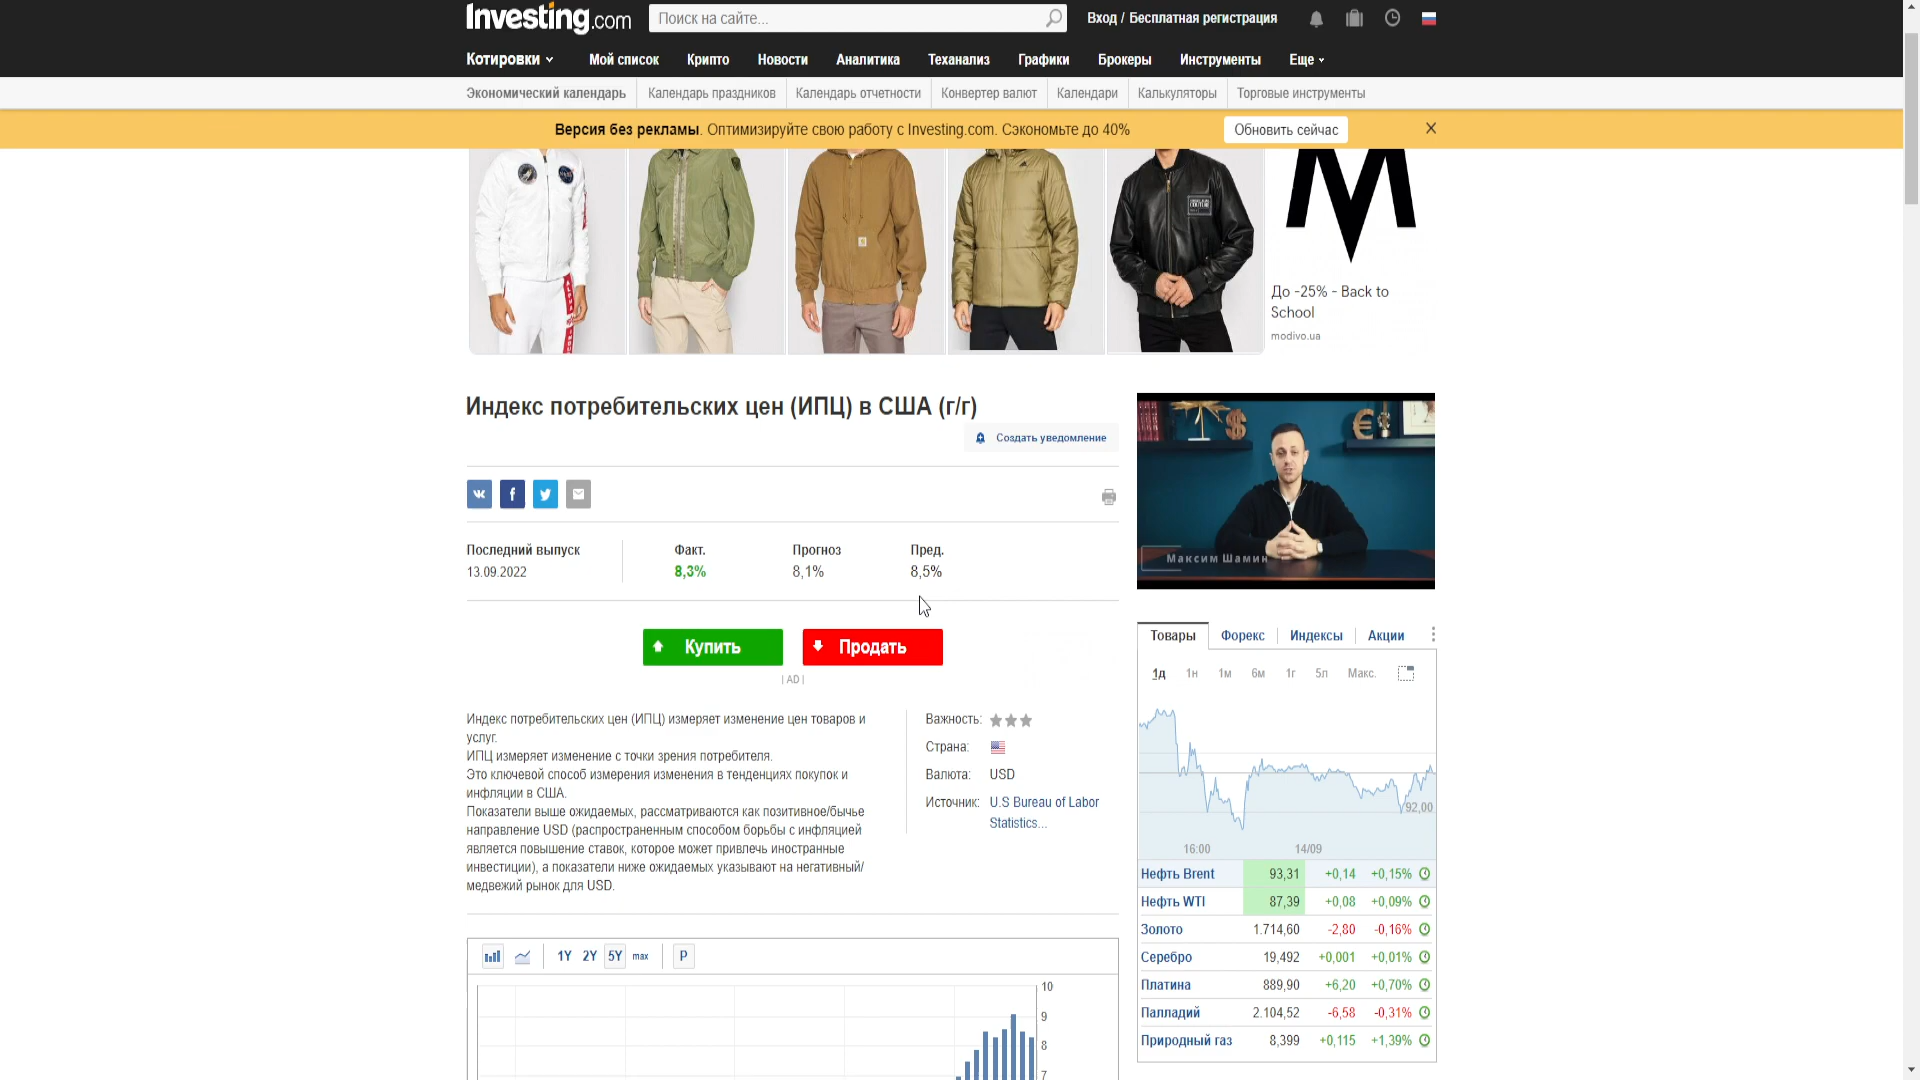 Investing.com
Поиск на сайте...
Вход / Бесплатная регистрация
Котировки
Мой список
Крипто
Новости
Аналитика
Теханализ
Графики
Брокеры
Инструменты
Еще
Экономический календарь
Календарь праздников
Календарь отчетности
Конвертер валют
Календари
Калькуляторы
Торговые инструменты
Версия без рекламы. Оптимизируйте свою работу с Investing.com. Сэкономьте до 40%
Обновить сейчас
До -25% - Back to
School
modivo.ua
Индекс потребительских цен (ИПЦ) в США (г/г)
Создать уведомление
Последний выпуск
13.09.2022
Факт.
8,3%
Прогноз
8,1%
Пред.
8,5%
Купить
Продать
| AD |
Индекс потребительских цен (ИПЦ) измеряет изменение цен товаров и
услуг.
ИПЦ измеряет изменение с точки зрения потребителя.
Это ключевой способ измерения изменения в тенденциях покупок и
инфляции в США.
Показатели выше ожидаемых, рассматриваются как позитивное/бычье
направление USD (распространенным способом борьбы с инфляцией
является повышение ставок, которое может привлечь иностранные
инвестиции), а показатели ниже ожидаемых указывают на негативный/
медвежий рынок для USD.
Важность:
Страна:
Валюта: USD
Источник: U.S Bureau of Labor
Statistics...
1Y 2Y 5Y max P
10
9
8
7
Максим Шамин
Товары
Форекс
Индексы
Акции
1д 1н 1м 6м 1г 5л Макс.
92,00
16:00 14/09
Нефть Brent 93,31 +0,14 +0,15%
Нефть WTI 87,39 +0,08 +0,09%
Золото 1.714,60 -2,80 -0,16%
Серебро 19,492 +0,001 +0,01%
Платина 889,90 +6,20 +0,70%
Палладий 2.104,52 -6,58 -0,31%
Природный газ 8,399 +0,115 +1,39%